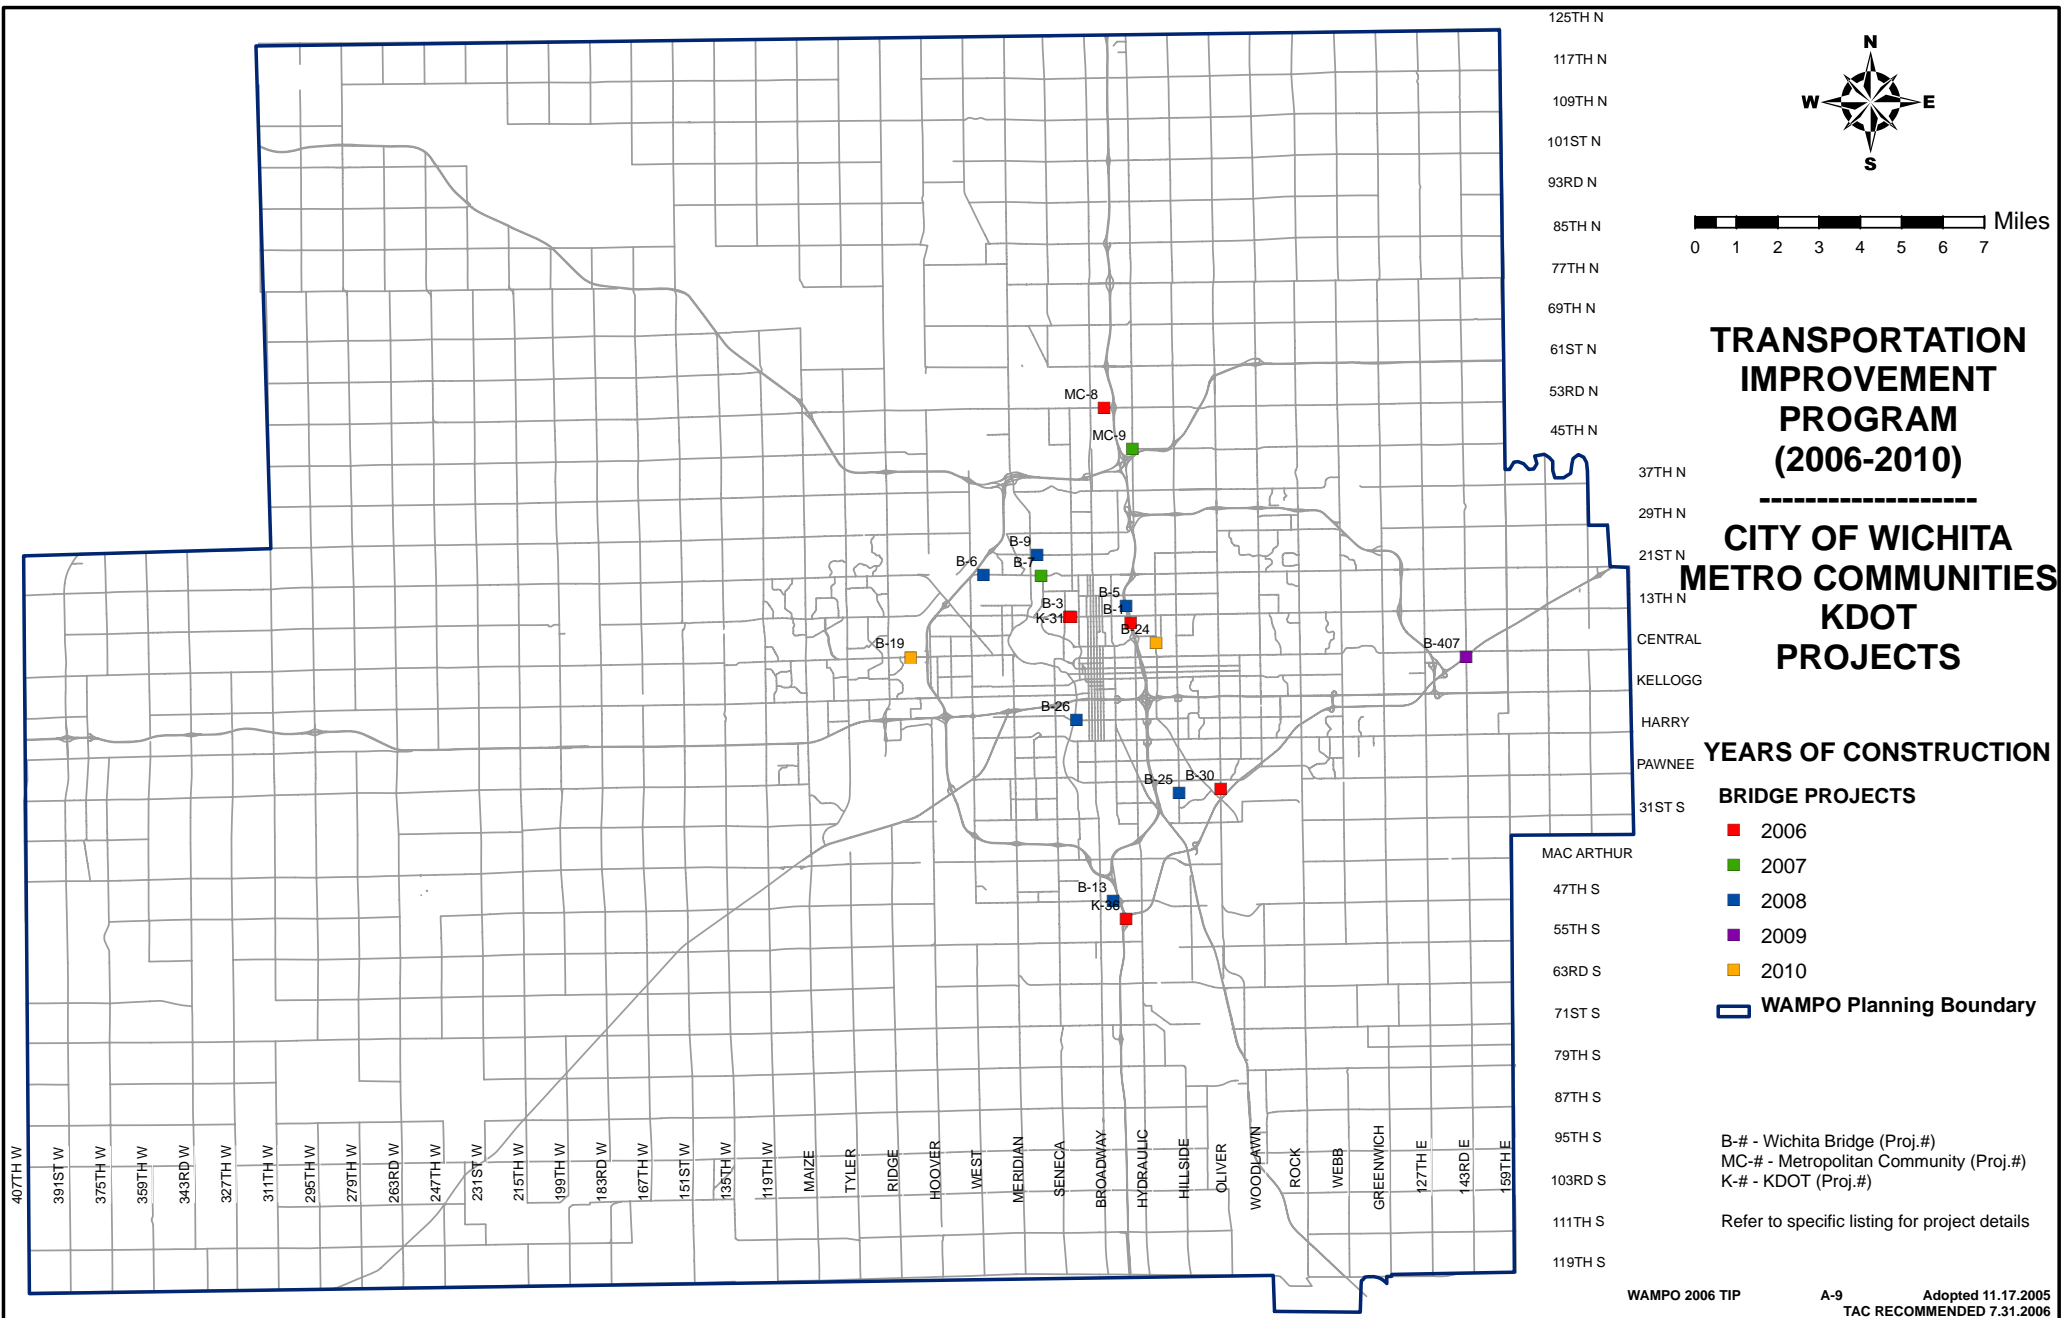 125TH N
117TH N
109TH N
101ST N
93RD N
85TH N
77TH N
69TH N
61ST N
53RD N
45TH N
37TH N
29TH N
21ST N
13TH N
CENTRAL
KELLOGG
HARRY
PAWNEE
31ST S
MAC ARTHUR
47TH S
55TH S
63RD S
71ST S
79TH S
87TH S
95TH S
103RD S
111TH S
119TH S
MC-8
MC-9
B-9
B-6
B-7
B-5
B-3
B-1
K-31
B-24
B-19
B-407
B-26
B-25
B-30
B-13
K-36
407TH W
391ST W
375TH W
359TH W
343RD W
327TH W
311TH W
295TH W
279TH W
263RD W
247TH W
231ST W
215TH W
199TH W
183RD W
167TH W
151ST W
135TH W
119TH W
MAIZE
TYLER
RIDGE
HOOVER
WEST
MERIDIAN
SENECA
BROADWAY
HYDRAULIC
HILLSIDE
OLIVER
WOODLAWN
ROCK
WEBB
GREENWICH
127TH E
143RD E
159TH E
N
W E
S
Miles
0 1 2 3 4 5 6 7
TRANSPORTATION
IMPROVEMENT
PROGRAM
(2006-2010)
-------------------
CITY OF WICHITA
METRO COMMUNITIES
KDOT
PROJECTS
YEARS OF CONSTRUCTION
BRIDGE PROJECTS
2006
2007
2008
2009
2010
WAMPO Planning Boundary
B-# - Wichita Bridge (Proj.#)
MC-# - Metropolitan Community (Proj.#)
K-# - KDOT (Proj.#)
Refer to specific listing for project details
WAMPO 2006 TIP A-9 Adopted 11.17.2005
TAC RECOMMENDED 7.31.2006